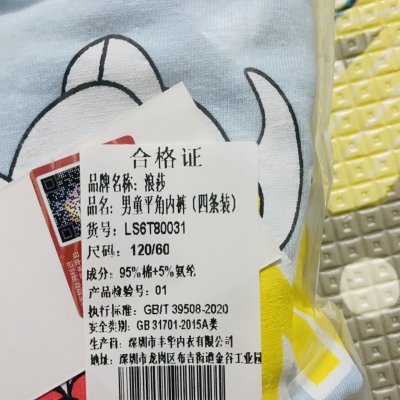 合格证
品牌名称：浪莎
品名：男童平角内裤（四条装）
货号：LS6T80031
尺码：120/60
成分：95%棉+5%氨纶
产品检验号：01
执行标准：GB/T 39508-2020
安全类别：GB 31701-2015A类
生产商：深圳市丰华内衣有限公司
地址：深圳市龙岗区布吉街道金谷工业园